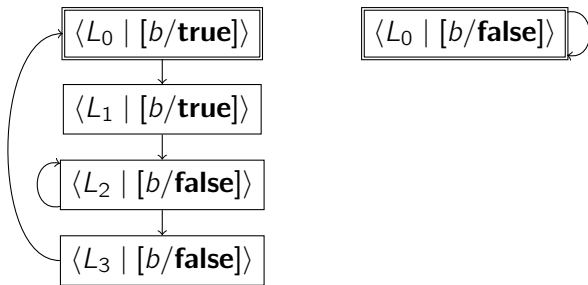 ⟨L₀ | [b/true]⟩
⟨L₀ | [b/false]⟩
⟨L₁ | [b/true]⟩
⟨L₂ | [b/false]⟩
⟨L₃ | [b/false]⟩